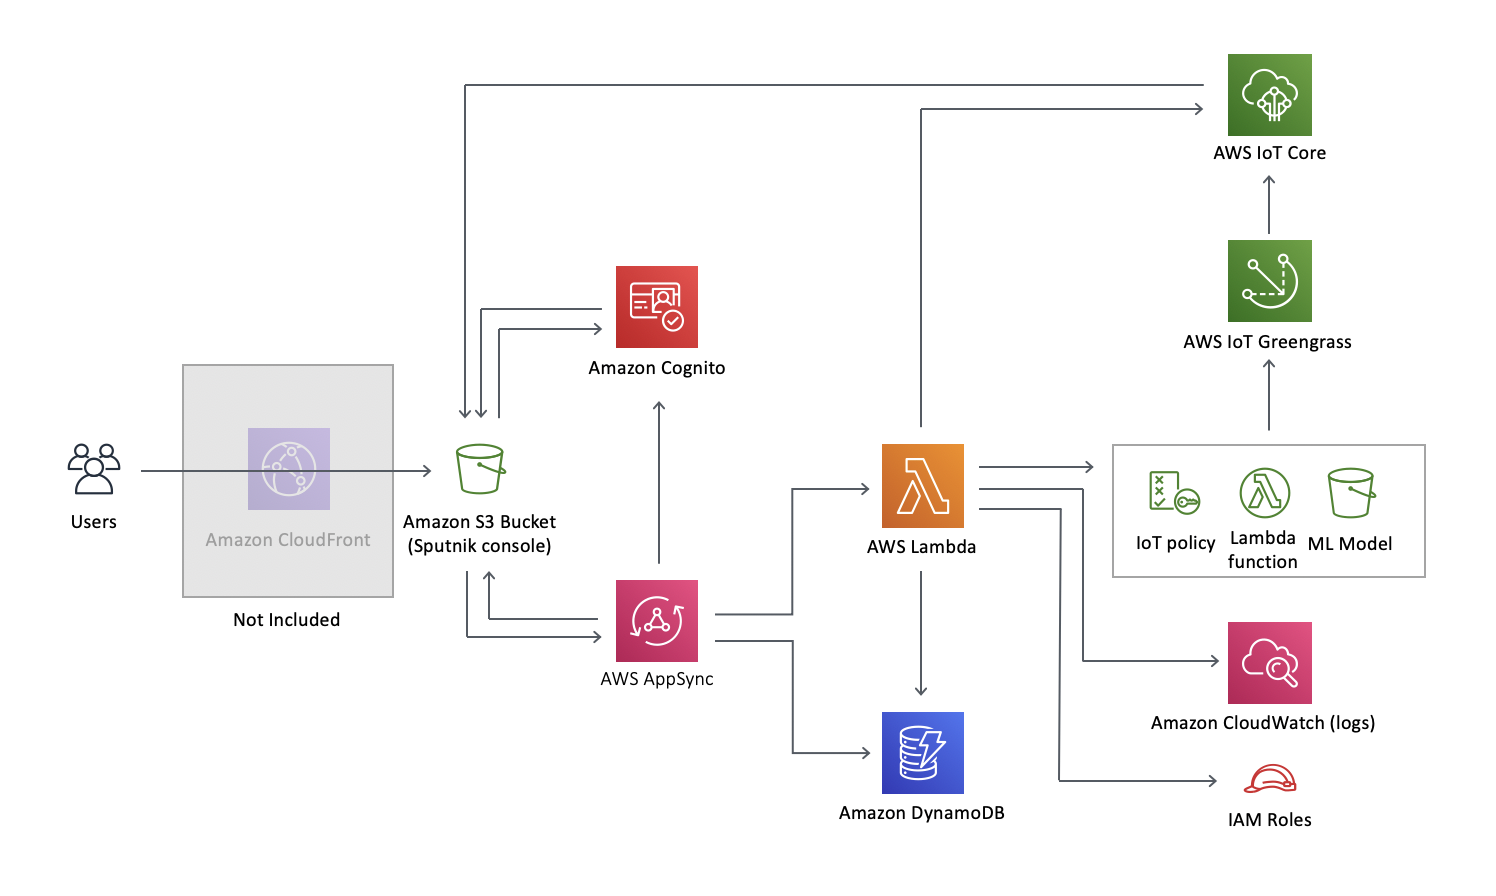 AWS IoT Core
AWS IoT Greengrass
Amazon Cognito
Users
Amazon CloudFront
Not Included
Amazon S3 Bucket
(Sputnik console)
AWS AppSync
AWS Lambda
Amazon DynamoDB
IoT policy
Lambda
function
ML Model
Amazon CloudWatch (logs)
IAM Roles